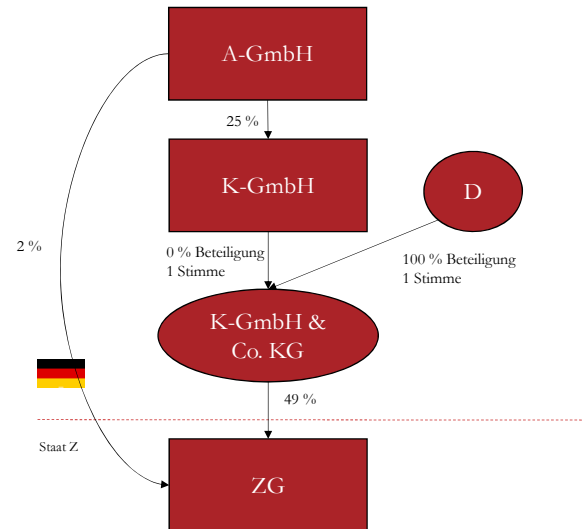 A-GmbH
25 %
K-GmbH
D
2 %
0 % Beteiligung
1 Stimme
100 % Beteiligung
1 Stimme
K-GmbH &
Co. KG
49 %
Staat Z
ZG